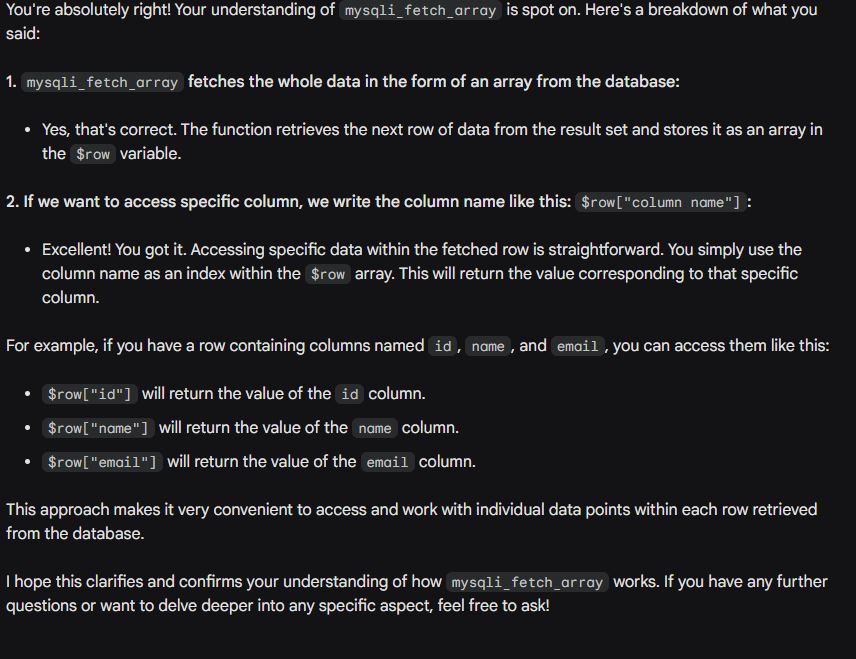 You're absolutely right! Your understanding of mysqli_fetch_array is spot on. Here's a breakdown of what you
said:
1. mysqli_fetch_array fetches the whole data in the form of an array from the database:
• Yes, that's correct. The function retrieves the next row of data from the result set and stores it as an array in
the $row variable.
2. If we want to access specific column, we write the column name like this: $row["column name"]:
• Excellent! You got it. Accessing specific data within the fetched row is straightforward. You simply use the
column name as an index within the $row array. This will return the value corresponding to that specific
column.
For example, if you have a row containing columns named id, name, and email, you can access them like this:
• $row["id"] will return the value of the id column.
• $row["name"] will return the value of the name column.
• $row["email"] will return the value of the email column.
This approach makes it very convenient to access and work with individual data points within each row retrieved
from the database.
I hope this clarifies and confirms your understanding of how mysqli_fetch_array works. If you have any further
questions or want to delve deeper into any specific aspect, feel free to ask!